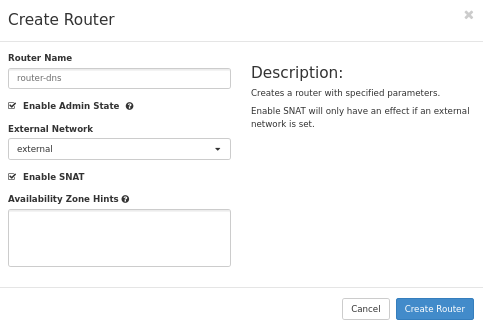 Create Router
×
Router Name
router-dns
Enable Admin State
External Network
external
Enable SNAT
Availability Zone Hints
Description:
Creates a router with specified parameters.
Enable SNAT will only have an effect if an external
network is set.
Cancel
Create Router